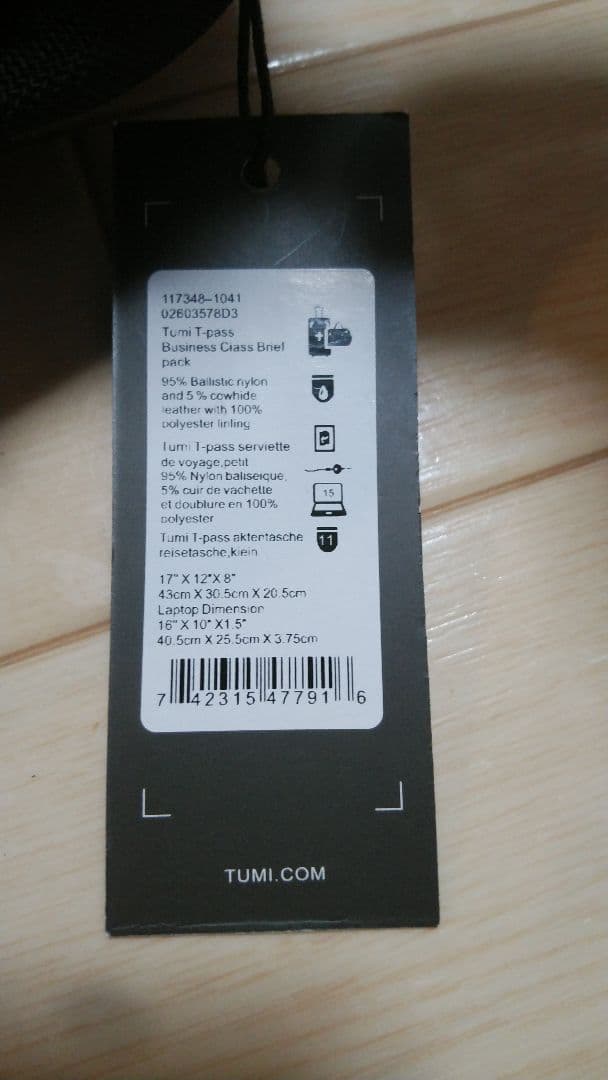 117348-1041
02603578D3
Tumi T-pass
Business Ciass Brief
pack
95% Ballistic nylon
and 5 % cowhide
leather with 100%
polyester lining
Tumi T-pass serviette
de voyage,petit
95% Nylon baliseique,
5% cuir de vachette
et doublure en 100%
polyester
Tumi T-pass aktentasche
reisetasche,kiein
15
11
17" X 12"X 8"
43cm X 30.5cm X 20.5cm
Laptop Dimension
16" X 10" X1.5"
40.5cm X 25.5cm X 3.75cm
7 42315 47791 6
TUMI.COM